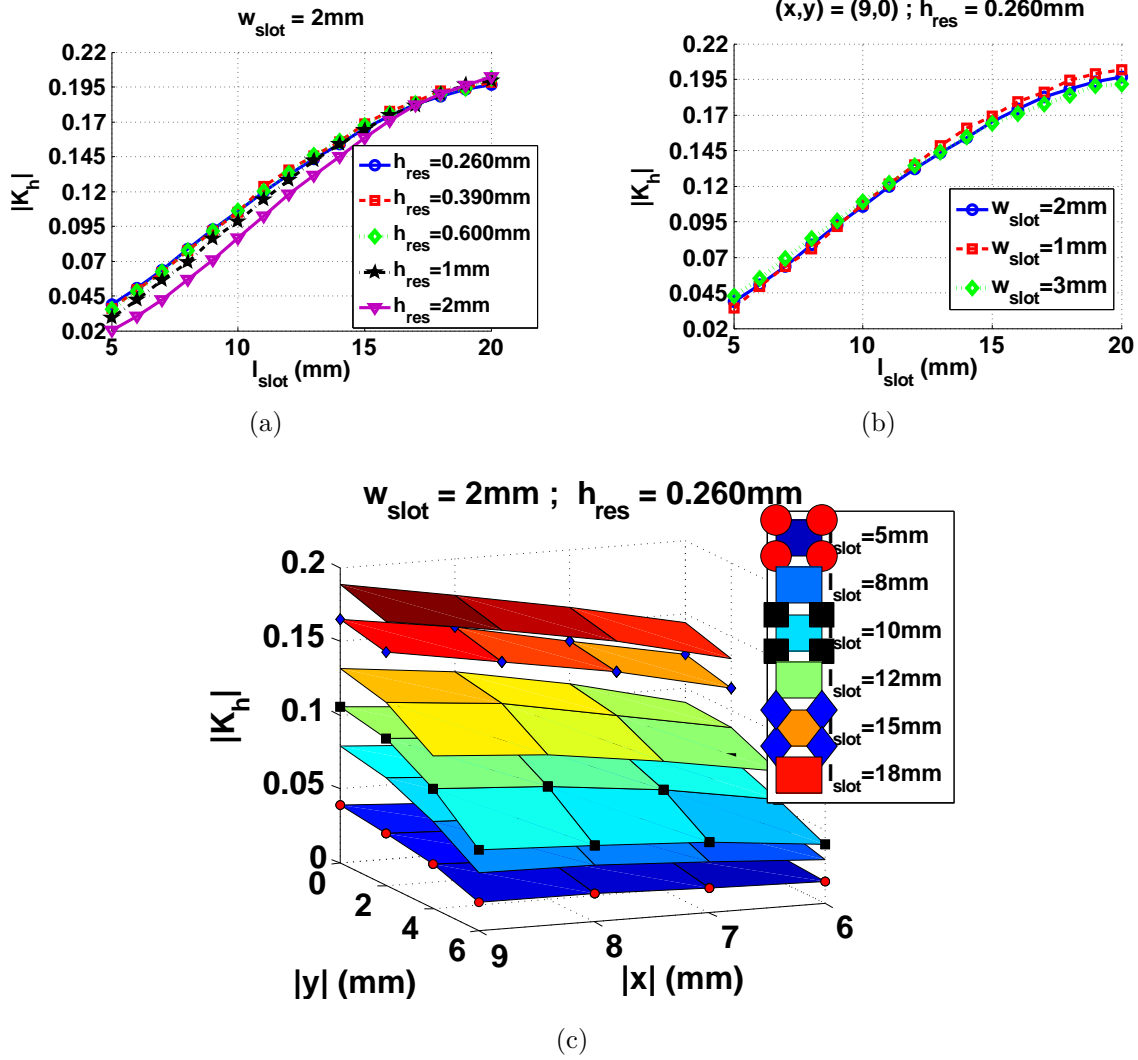 w_slot = 2mm
0.22
0.195
0.17
0.145
0.12
0.095
0.07
0.045
0.02
|K_h|
5 10 15 20
l_slot (mm)
h_res=0.260mm
h_res=0.390mm
h_res=0.600mm
h_res=1mm
h_res=2mm
(a)
(x,y) = (9,0) ; h_res = 0.260mm
0.22
0.195
0.17
0.145
0.12
0.095
0.07
0.045
0.02
|K_h|
5 10 15 20
l_slot (mm)
w_slot=2mm
w_slot=1mm
w_slot=3mm
(b)
w_slot = 2mm ; h_res = 0.260mm
0.2
0.15
0.1
0.05
0
|K_h|
0
2
4
6
|y| (mm)
9
8
7
6
|x| (mm)
l_slot=5mm
l_slot=8mm
l_slot=10mm
l_slot=12mm
l_slot=15mm
l_slot=18mm
(c)